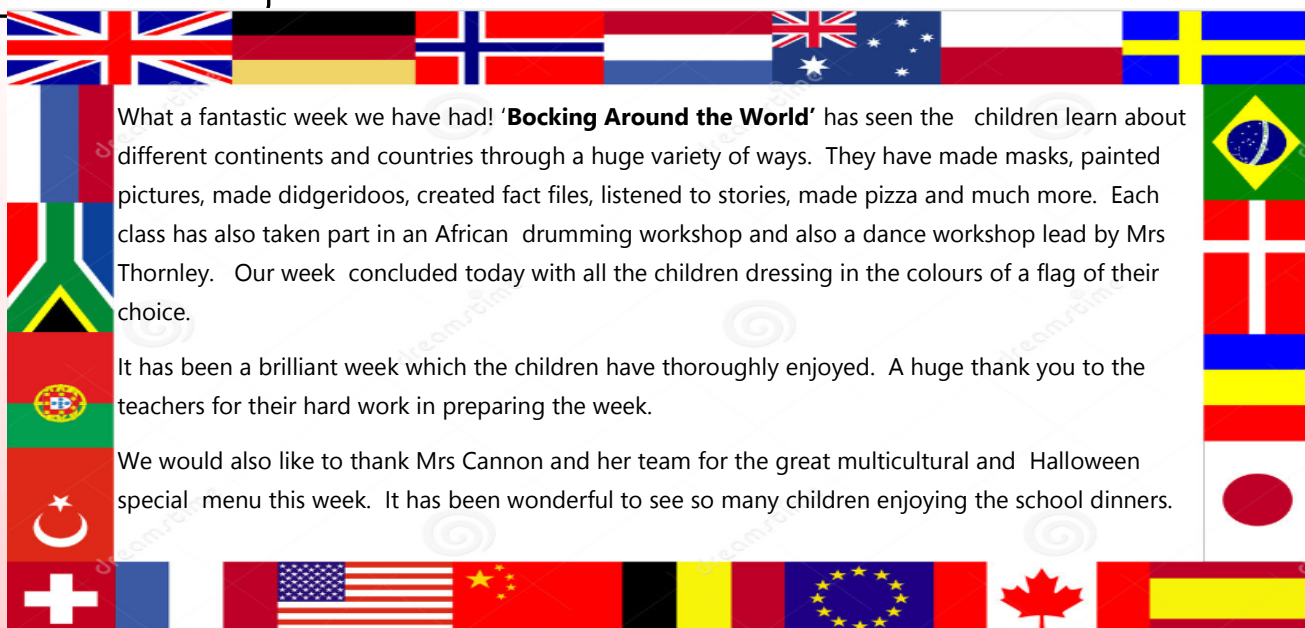 What a fantastic week we have had! ‘Bocking Around the World’ has seen the children learn about
different continents and countries through a huge variety of ways. They have made masks, painted
pictures, made didgeridoos, created fact files, listened to stories, made pizza and much more. Each
class has also taken part in an African drumming workshop and also a dance workshop lead by Mrs
Thornley. Our week concluded today with all the children dressing in the colours of a flag of their
choice.
It has been a brilliant week which the children have thoroughly enjoyed. A huge thank you to the
teachers for their hard work in preparing the week.
We would also like to thank Mrs Cannon and her team for the great multicultural and Halloween
special menu this week. It has been wonderful to see so many children enjoying the school dinners.
dreamstime